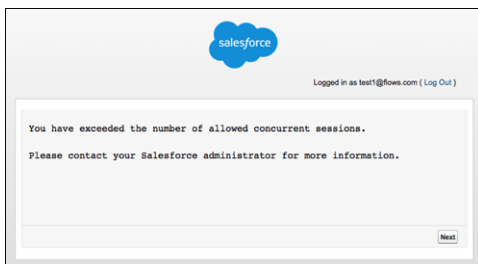 salesforce
Logged in as test1@flows.com ( Log Out )
You have exceeded the number of allowed concurrent sessions.
Please contact your Salesforce administrator for more information.
Next